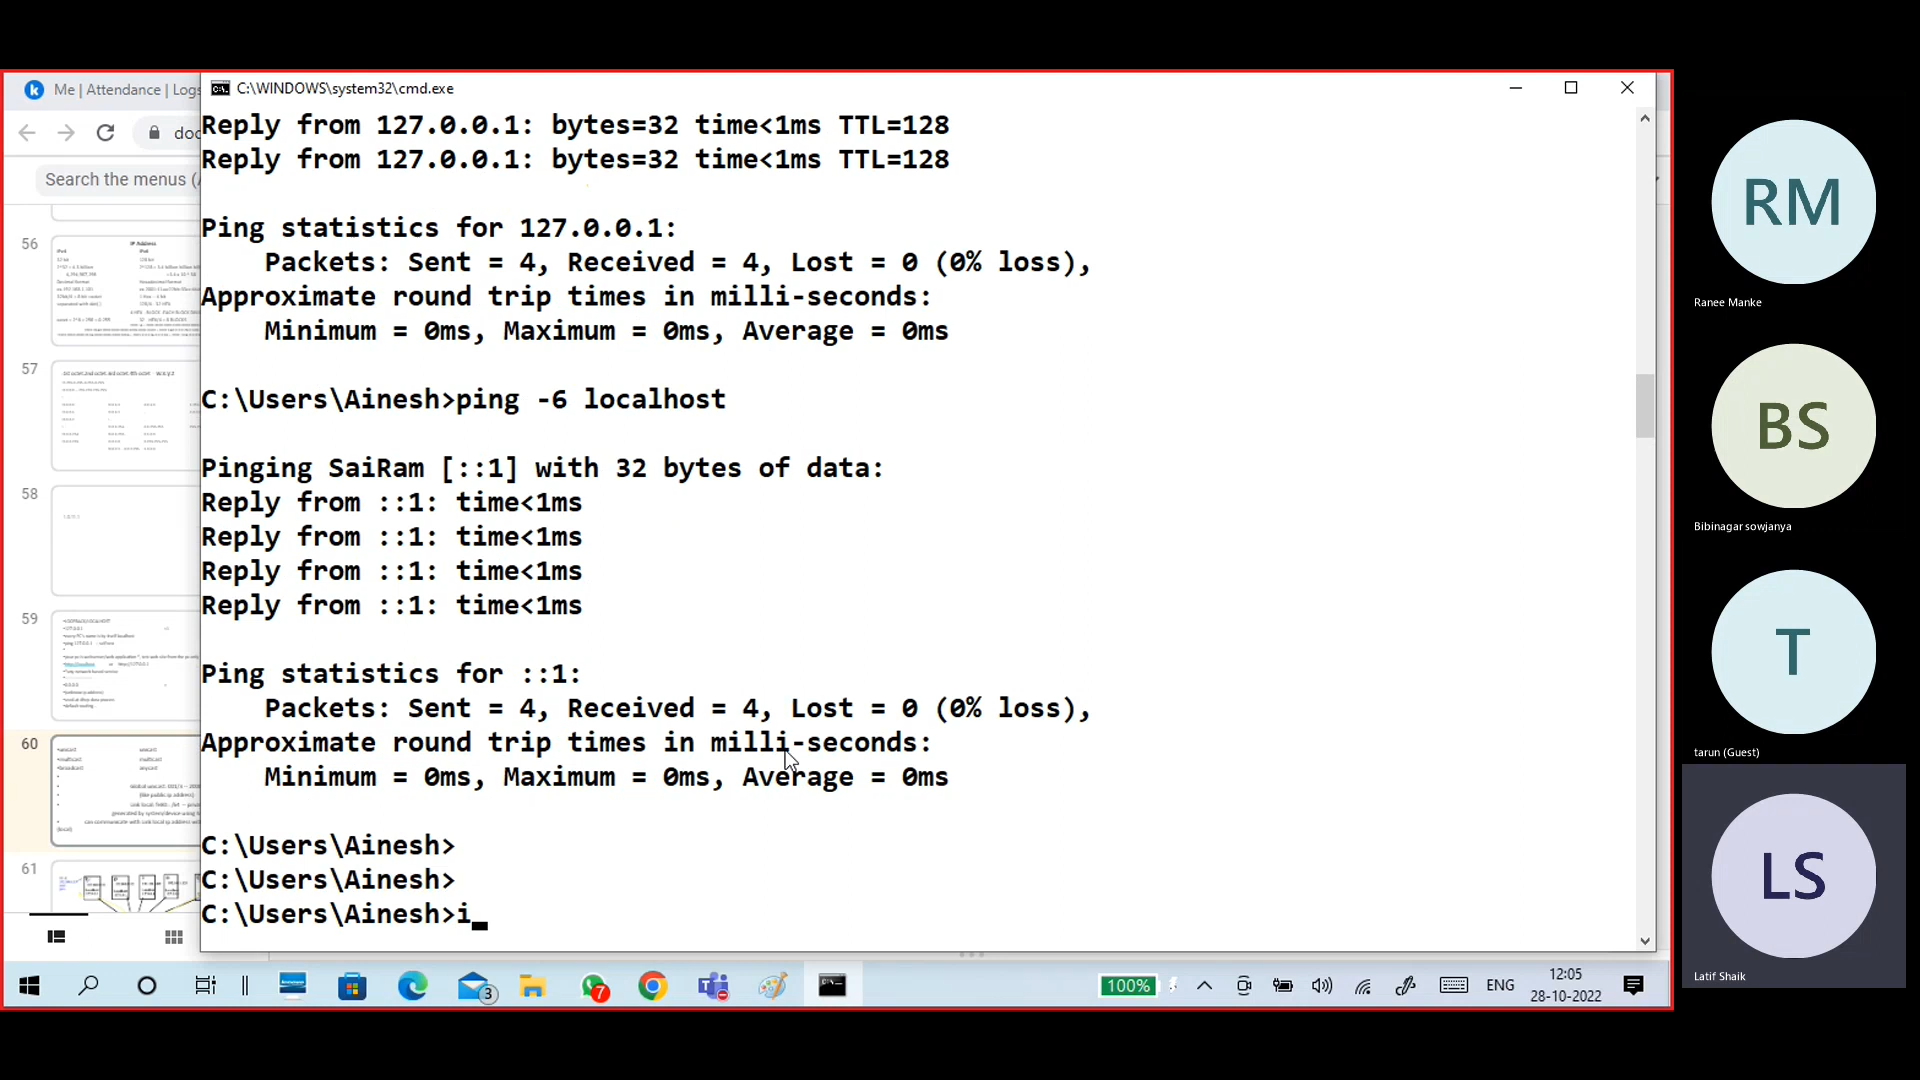 Me | Attendance | Logs
C:\WINDOWS\system32\cmd.exe
doc
Search the menus (A
Reply from 127.0.0.1: bytes=32 time<1ms TTL=128
Reply from 127.0.0.1: bytes=32 time<1ms TTL=128
Ping statistics for 127.0.0.1:
Packets: Sent = 4, Received = 4, Lost = 0 (0% loss),
Approximate round trip times in milli-seconds:
Minimum = 0ms, Maximum = 0ms, Average = 0ms
C:\Users\Ainesh>ping -6 localhost
Pinging SaiRam [::1] with 32 bytes of data:
Reply from ::1: time<1ms
Reply from ::1: time<1ms
Reply from ::1: time<1ms
Reply from ::1: time<1ms
Ping statistics for ::1:
Packets: Sent = 4, Received = 4, Lost = 0 (0% loss),
Approximate round trip times in milli-seconds:
Minimum = 0ms, Maximum = 0ms, Average = 0ms
C:\Users\Ainesh>
C:\Users\Ainesh>
C:\Users\Ainesh>i_
56
IP Address
57
58
59
60
61
3
7
100%
ENG
12:05
28-10-2022
RM
Ranee Manke
BS
Bibinagar sowjanya
T
tarun (Guest)
LS
Latif Shaik